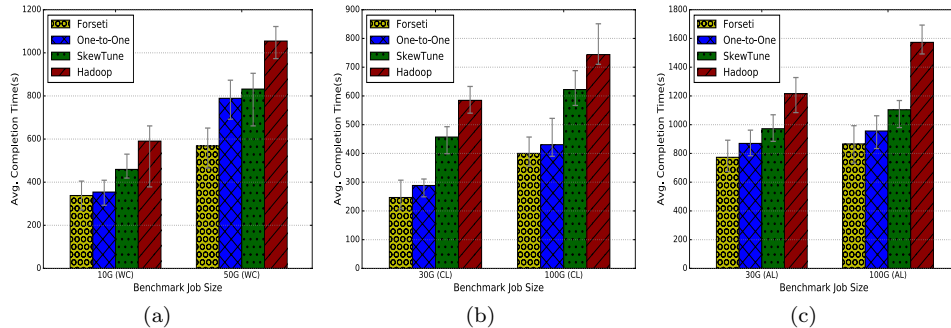 1200
1000
800
600
400
200
0
Avg. Completion Time(s)
Forseti
One-to-One
SkewTune
Hadoop
10G (WC) 50G (WC)
Benchmark Job Size
(a)
900
800
700
600
500
400
300
200
100
0
Avg. Completion Time(s)
Forseti
One-to-One
SkewTune
Hadoop
30G (CL) 100G (CL)
Benchmark Job Size
(b)
1800
1600
1400
1200
1000
800
600
400
200
0
Avg. Completion Time(s)
Forseti
One-to-One
SkewTune
Hadoop
30G (AL) 100G (AL)
Benchmark Job Size
(c)